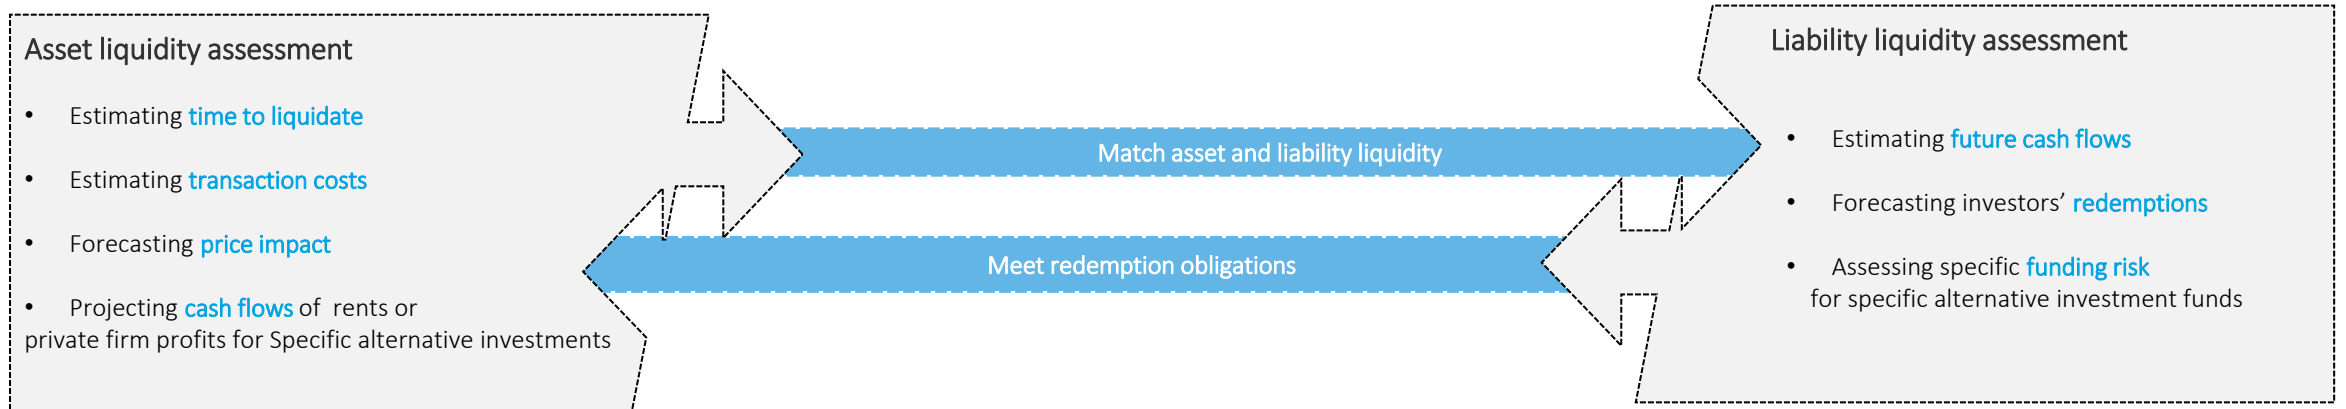 Asset liquidity assessment
• Estimating time to liquidate
• Estimating transaction costs
• Forecasting price impact
• Projecting cash flows of rents or
private firm profits for Specific alternative investments
Match asset and liability liquidity
Meet redemption obligations
Liability liquidity assessment
• Estimating future cash flows
• Forecasting investors’ redemptions
• Assessing specific funding risk
for specific alternative investment funds